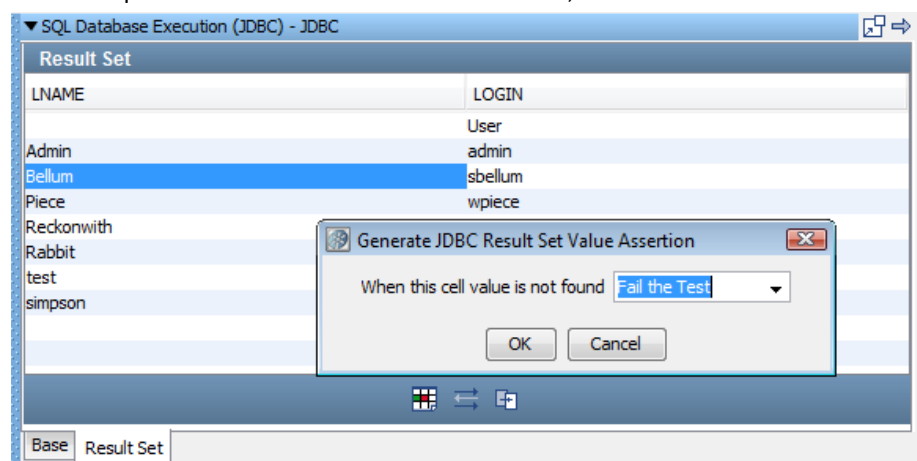 ▼ SQL Database Execution (JDBC) - JDBC
Result Set
LNAME LOGIN
User
Admin admin
Bellum sbellum
Piece wpiece
Reckonwith
Rabbit
test
simpson
Generate JDBC Result Set Value Assertion
When this cell value is not found Fail the Test
OK Cancel
Base Result Set